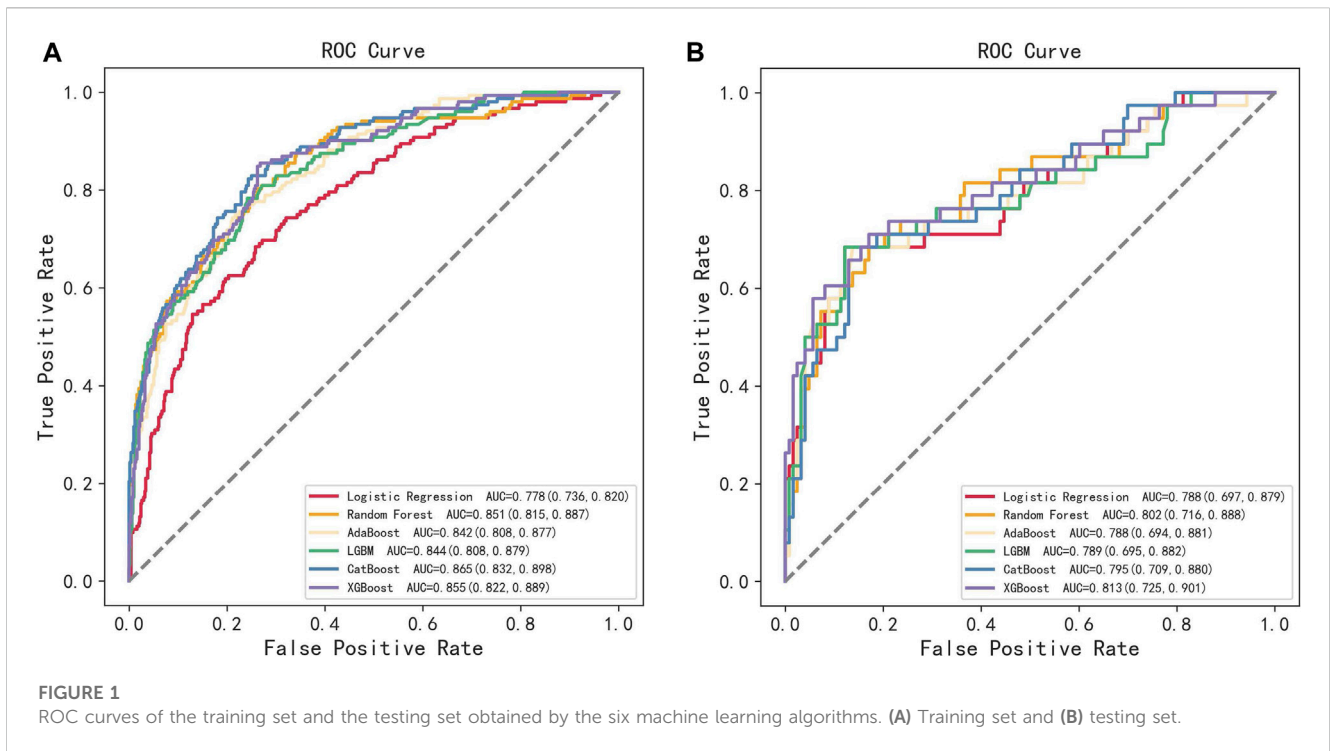 A
ROC Curve
True Positive Rate
1.0
0.8
0.6
0.4
0.2
0.0
Logistic Regression AUC=0.778(0.736, 0.820)
Random Forest AUC=0.851(0.815, 0.887)
AdaBoost AUC=0.842(0.808, 0.877)
LGBM AUC=0.844(0.808, 0.879)
CatBoost AUC=0.865(0.832, 0.898)
XGBoost AUC=0.855(0.822, 0.889)
0.0 0.2 0.4 0.6 0.8 1.0
False Positive Rate
B
ROC Curve
True Positive Rate
1.0
0.8
0.6
0.4
0.2
0.0
Logistic Regression AUC=0.788(0.697, 0.879)
Random Forest AUC=0.802(0.716, 0.888)
AdaBoost AUC=0.788(0.694, 0.881)
LGBM AUC=0.789(0.695, 0.882)
CatBoost AUC=0.795(0.709, 0.880)
XGBoost AUC=0.813(0.725, 0.901)
0.0 0.2 0.4 0.6 0.8 1.0
False Positive Rate
FIGURE 1
ROC curves of the training set and the testing set obtained by the six machine learning algorithms. (A) Training set and (B) testing set.